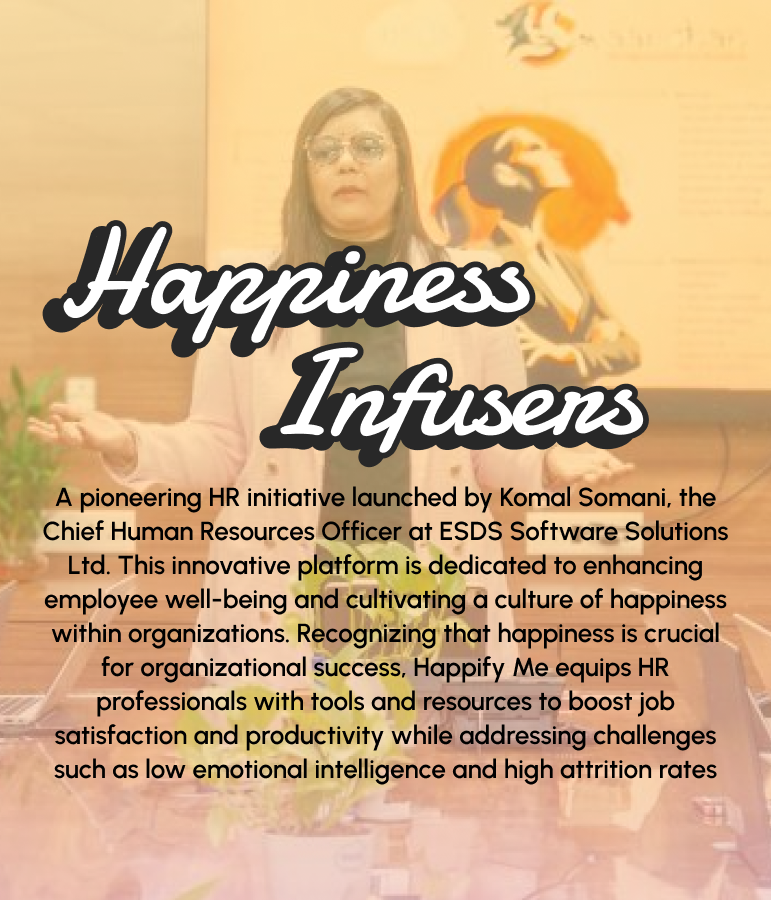 Happiness
Infusers
A pioneering HR initiative launched by Komal Somani, the
Chief Human Resources Officer at ESDS Software Solutions
Ltd. This innovative platform is dedicated to enhancing
employee well-being and cultivating a culture of happiness
within organizations. Recognizing that happiness is crucial
for organizational success, Happify Me equips HR
professionals with tools and resources to boost job
satisfaction and productivity while addressing challenges
such as low emotional intelligence and high attrition rates